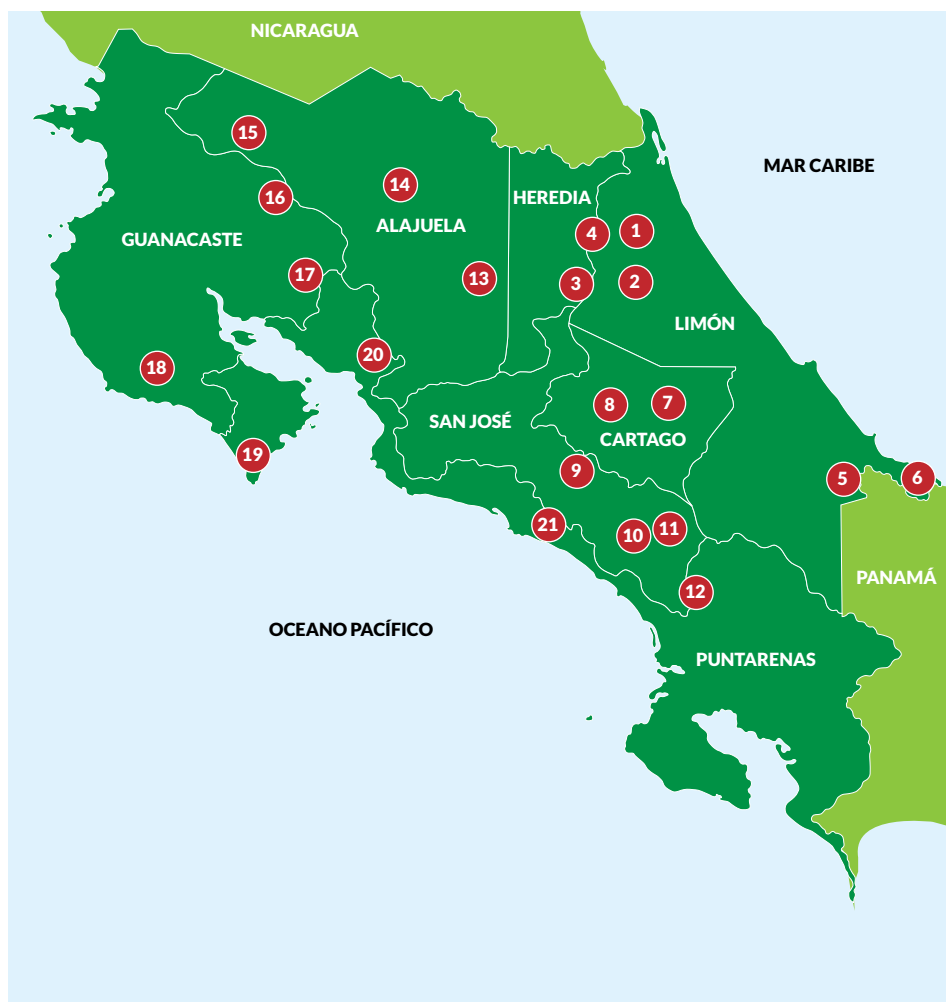 NICARAGUA
15
MAR CARIBE
14
16
HEREDIA
ALAJUELA
4
1
GUANACASTE
17
13
3
2
LIMÓN
20
18
8
7
SAN JOSÉ
CARTAGO
19
9
5
6
21
10
11
PANAMÁ
12
OCEANO PACÍFICO
PUNTARENAS